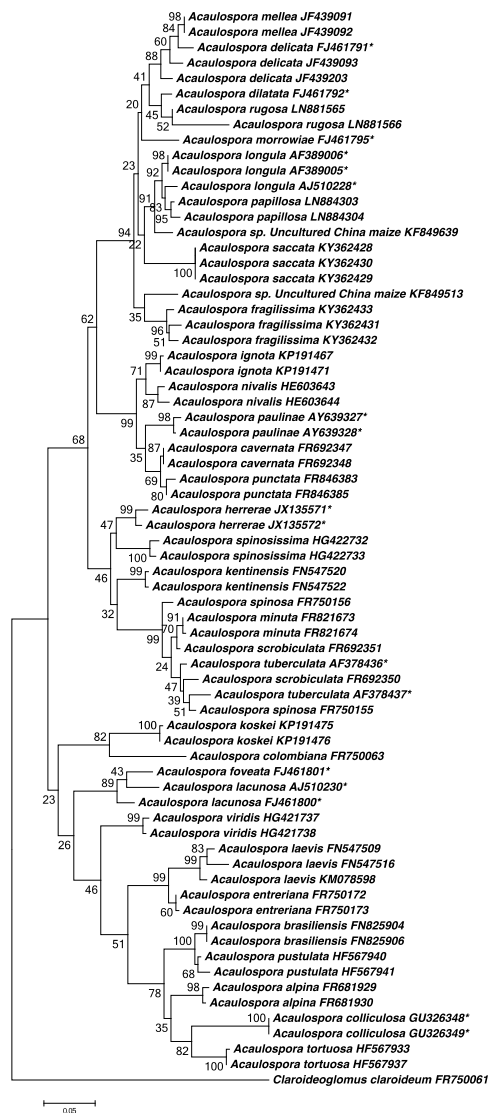 98 Acaulospora mellea JF439091
84 Acaulospora mellea JF439092
60 Acaulospora delicata FJ461791*
88 Acaulospora delicata JF439093
Acaulospora delicata JF439203
41 Acaulospora dilatata FJ461792*
20 45 Acaulospora rugosa LN881565
52 Acaulospora rugosa LN881566
Acaulospora morrowiae FJ461795*
98 Acaulospora longula AF389006*
23 92 Acaulospora longula AF389005*
Acaulospora longula AJ510228*
91 83 Acaulospora papillosa LN884303
95 Acaulospora papillosa LN884304
94 22 Acaulospora sp. Uncultured China maize KF849639
Acaulospora saccata KY362428
Acaulospora saccata KY362430
100 Acaulospora saccata KY362429
Acaulospora sp. Uncultured China maize KF849513
35 Acaulospora fragilissima KY362433
62 96 Acaulospora fragilissima KY362431
51 Acaulospora fragilissima KY362432
99 Acaulospora ignota KP191467
71 Acaulospora ignota KP191471
Acaulospora nivalis HE603643
87 Acaulospora nivalis HE603644
99 98 Acaulospora paulinae AY639327*
Acaulospora paulinae AY639328*
68 35 87 Acaulospora cavernata FR692347
Acaulospora cavernata FR692348
69 Acaulospora punctata FR846383
80 Acaulospora punctata FR846385
99 Acaulospora herrerae JX135571*
47 Acaulospora herrerae JX135572*
Acaulospora spinosissima HG422732
100 Acaulospora spinosissima HG422733
46 99 Acaulospora kentinensis FN547520
Acaulospora kentinensis FN547522
32 Acaulospora spinosa FR750156
91 Acaulospora minuta FR821673
70 Acaulospora minuta FR821674
99 Acaulospora scrobiculata FR692351
24 Acaulospora tuberculata AF378436*
47 Acaulospora scrobiculata FR692350
39 Acaulospora tuberculata AF378437*
51 Acaulospora spinosa FR750155
100 Acaulospora koskei KP191475
82 Acaulospora koskei KP191476
Acaulospora colombiana FR750063
43 Acaulospora foveata FJ461801*
23 89 Acaulospora lacunosa AJ510230*
Acaulospora lacunosa FJ461800*
99 Acaulospora viridis HG421737
26 Acaulospora viridis HG421738
83 Acaulospora laevis FN547509
99 Acaulospora laevis FN547516
46 99 Acaulospora laevis KM078598
Acaulospora entreriana FR750172
60 Acaulospora entreriana FR750173
99 Acaulospora brasiliensis FN825904
51 100 Acaulospora brasiliensis FN825906
Acaulospora pustulata HF567940
68 Acaulospora pustulata HF567941
78 98 Acaulospora alpina FR681929
Acaulospora alpina FR681930
35 100 Acaulospora colliculosa GU326348*
Acaulospora colliculosa GU326349*
82 Acaulospora tortuosa HF567933
100 Acaulospora tortuosa HF567937
Claroideoglomus claroideum FR750061
0.05